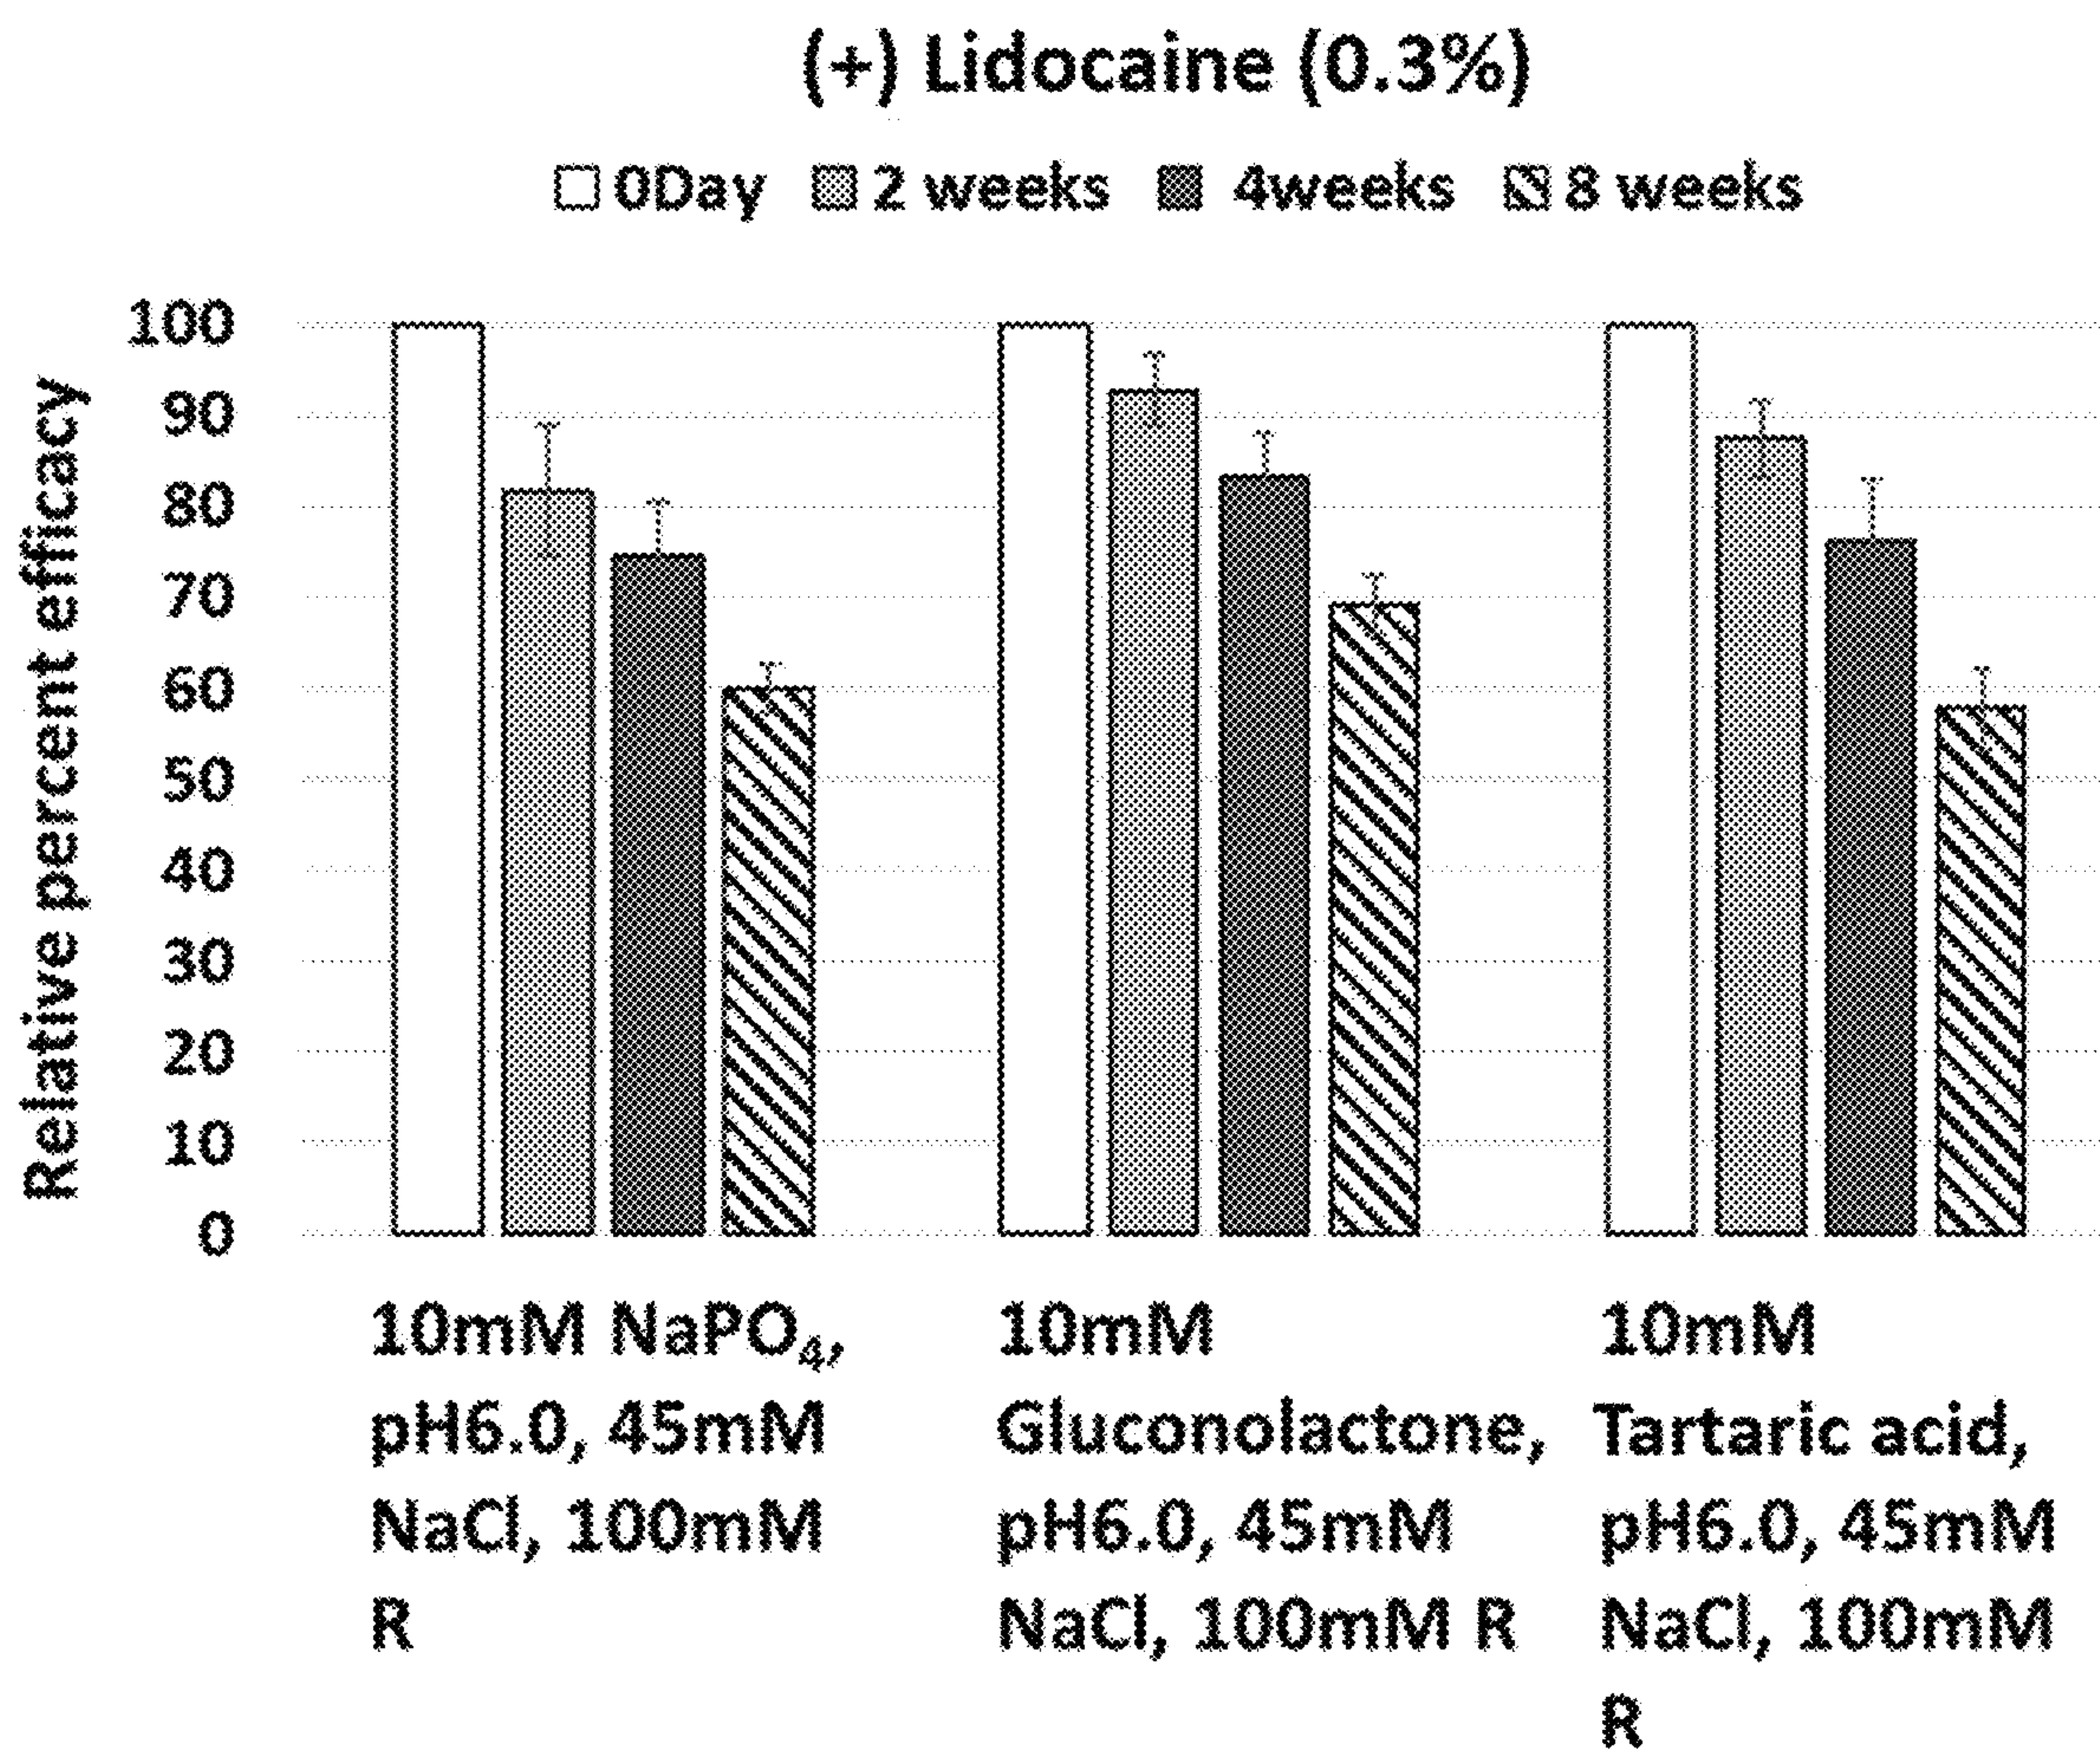 (+) Lidocaine (0.3%)
0Day 2 weeks 4weeks 8 weeks
Relative percent efficacy
100
90
80
70
60
50
40
30
20
10
0
10mM NaPO₄,
pH6.0, 45mM
NaCl, 100mM
R
10mM
Gluconolactone,
pH6.0, 45mM
NaCl, 100mM R
10mM
Tartaric acid,
pH6.0, 45mM
NaCl, 100mM
R